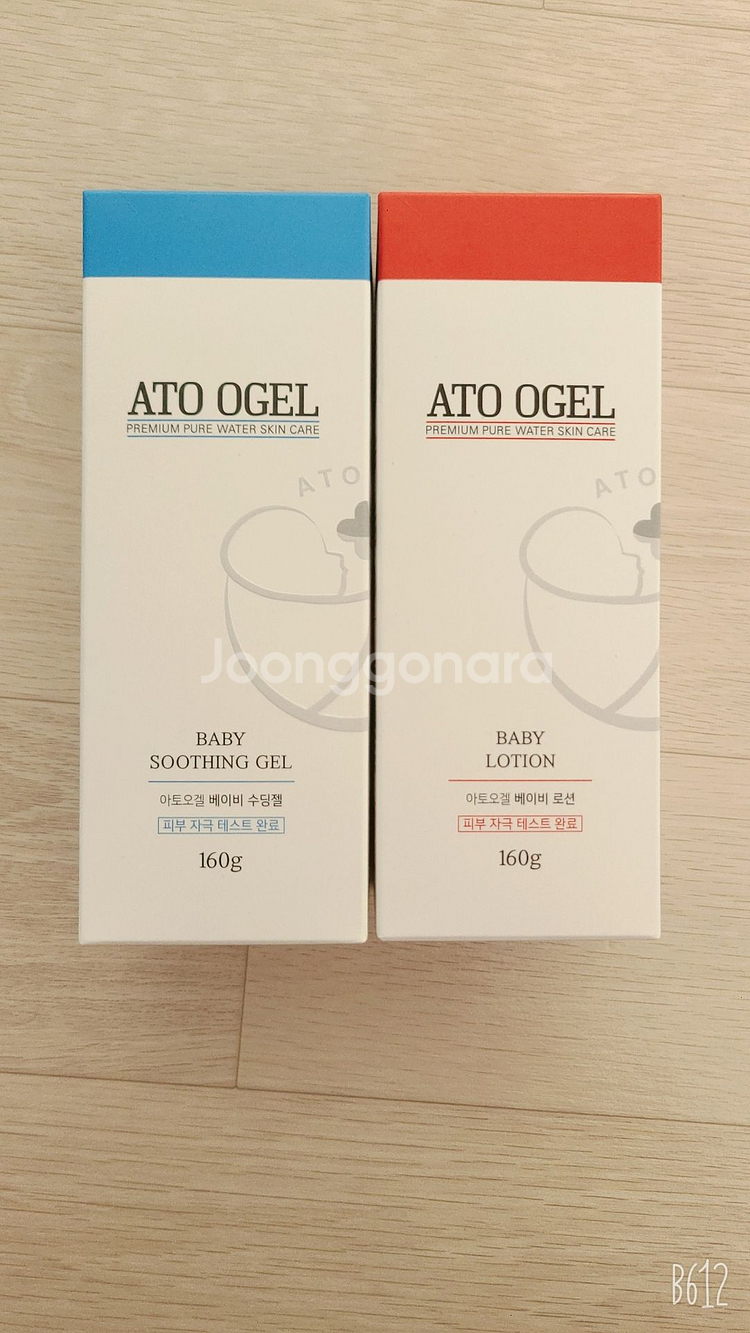 ATO OGEL
PREMIUM PURE WATER SKIN CARE
ATO
BABY
SOOTHING GEL
아토오겔 베이비 수딩젤
피부 자극 테스트 완료
160g
ATO OGEL
PREMIUM PURE WATER SKIN CARE
ATO
BABY
LOTION
아토오겔 베이비 로션
피부 자극 테스트 완료
160g
Joonggonara
B612